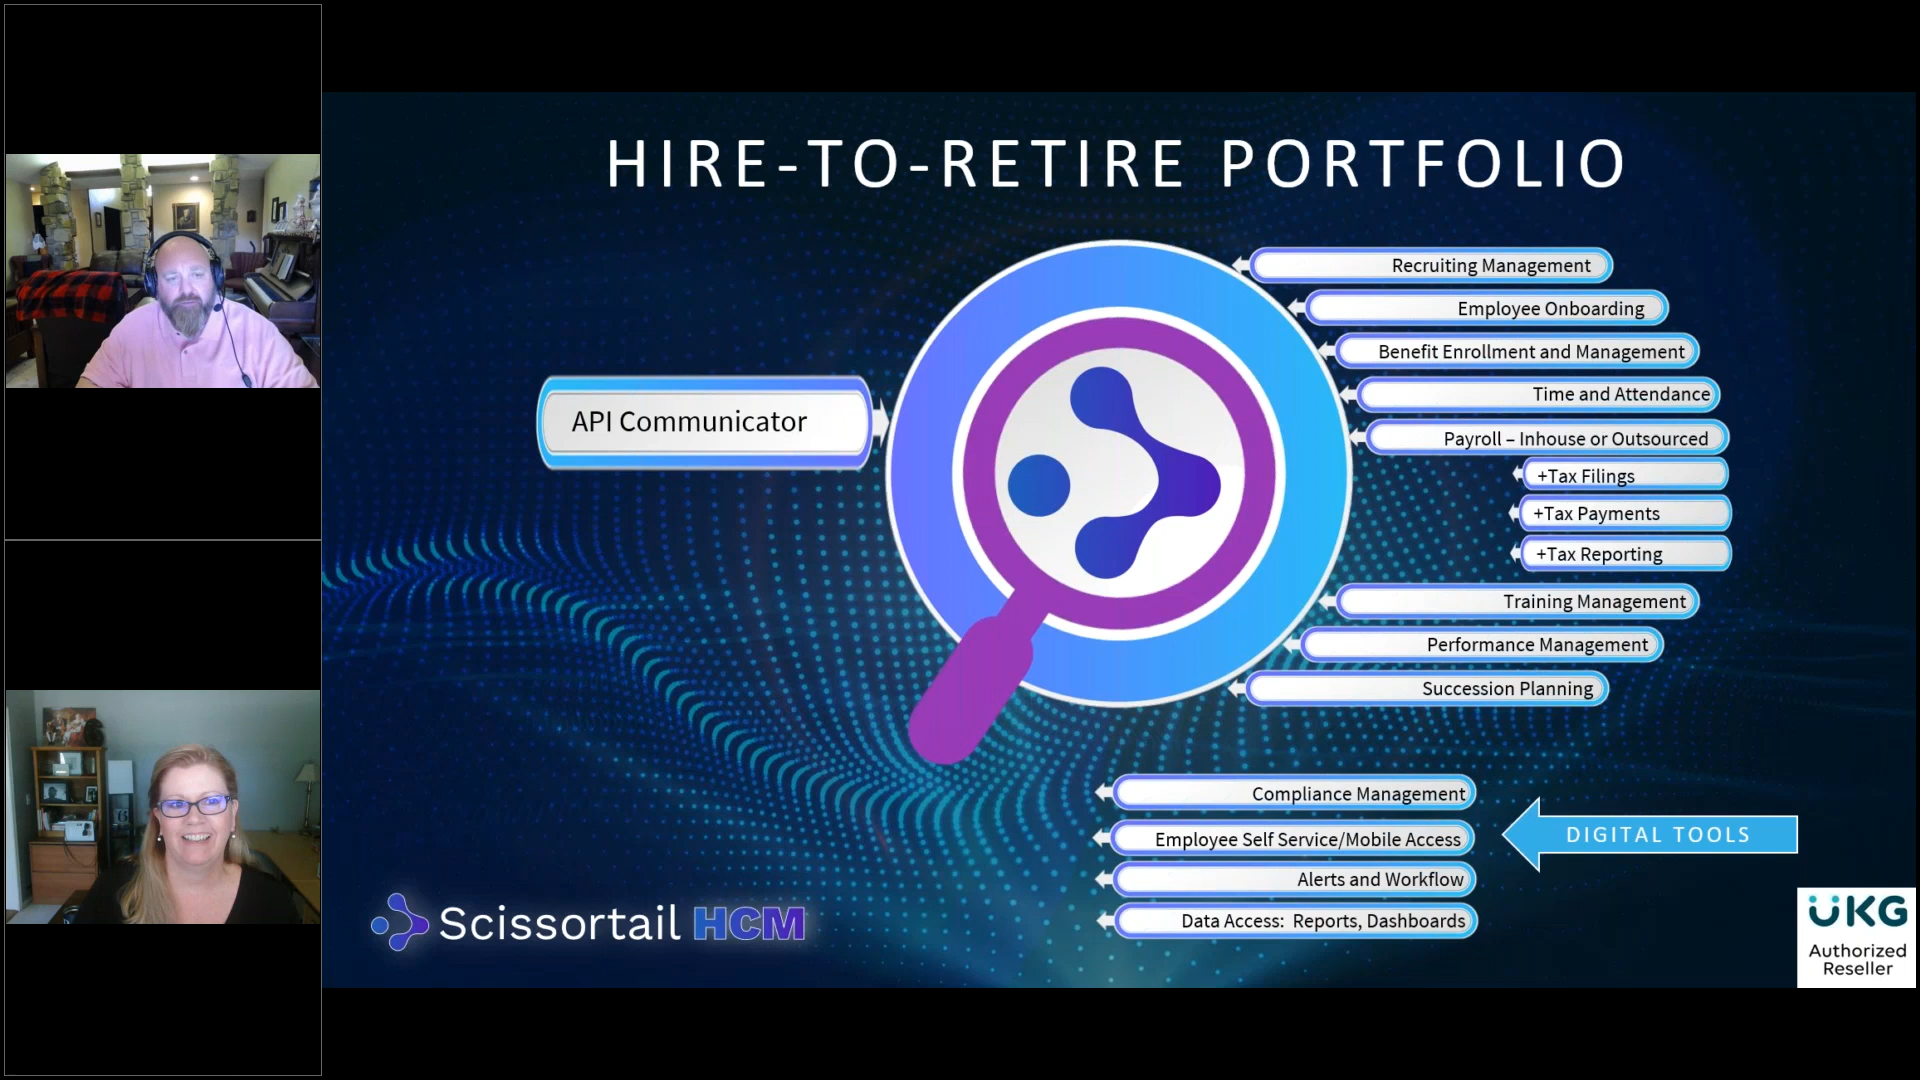 HIRE-TO-RETIRE PORTFOLIO
API Communicator
Recruiting Management
Employee Onboarding
Benefit Enrollment and Management
Time and Attendance
Payroll – Inhouse or Outsourced
+Tax Filings
+Tax Payments
+Tax Reporting
Training Management
Performance Management
Succession Planning
Compliance Management
Employee Self Service/Mobile Access
Alerts and Workflow
Data Access:  Reports, Dashboards
DIGITAL TOOLS
Scissortail HCM
UKG
Authorized
Reseller